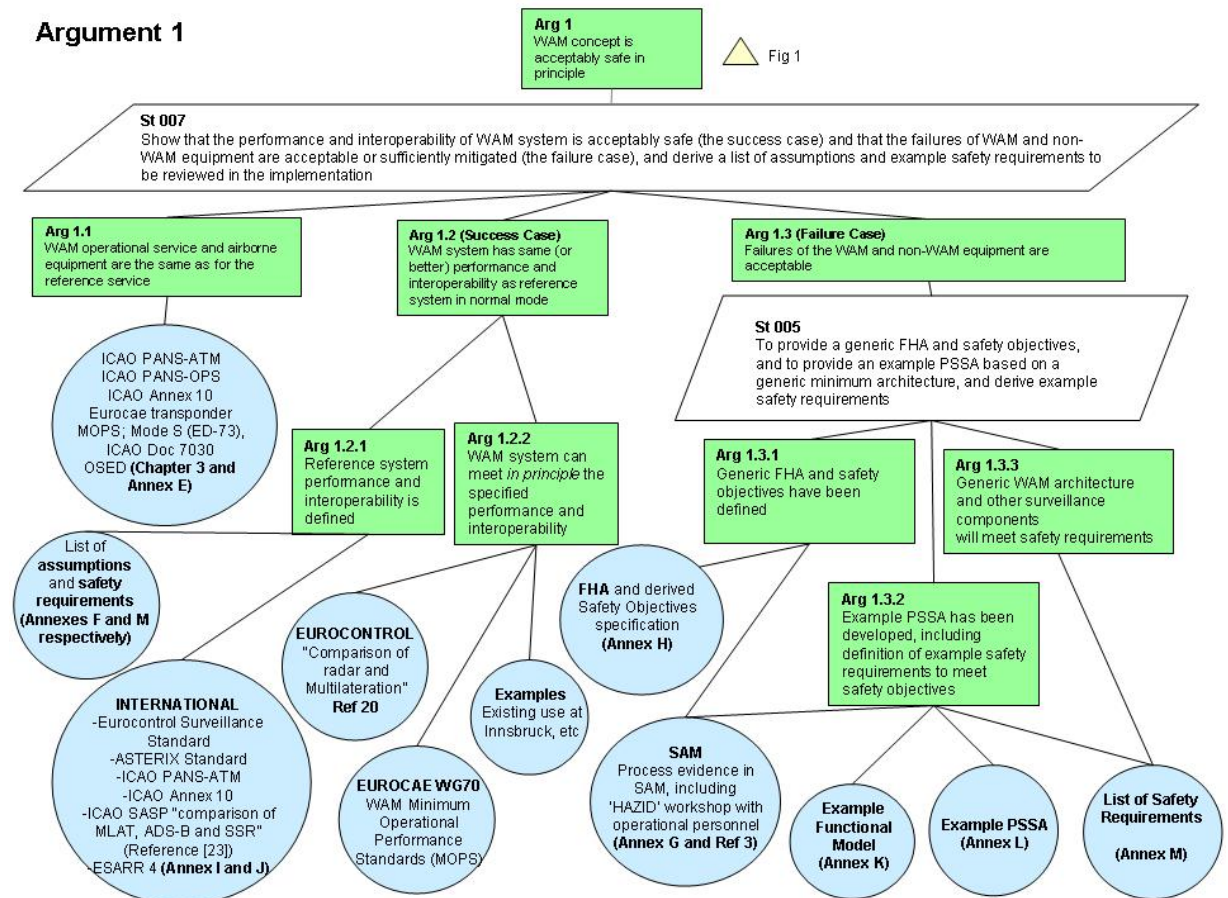 Argument 1
Arg 1
WAM concept is
acceptably safe in
principle
Fig 1
St 007
Show that the performance and interoperability of WAM system is acceptably safe (the success case) and that the failures of WAM and non-
WAM equipment are acceptable or sufficiently mitigated (the failure case), and derive a list of assumptions and example safety requirements to
be reviewed in the implementation
Arg 1.1
WAM operational service and airborne
equipment are the same as for the
reference service
Arg 1.2 (Success Case)
WAM system has same (or
better) performance and
interoperability as reference
system in normal mode
Arg 1.3 (Failure Case)
Failures of the WAM and non-WAM equipment are
acceptable
St 005
To provide a generic FHA and safety objectives,
and to provide an example PSSA based on a
generic minimum architecture, and derive example
safety requirements
ICAO PANS-ATM
ICAO PANS-OPS
ICAO Annex 10
Eurocae transponder
MOPS; Mode S (ED-73),
ICAO Doc 7030
OSED (Chapter 3 and
Annex E)
Arg 1.2.1
Reference system
performance and
interoperability is
defined
Arg 1.2.2
WAM system can
meet in principle the
specified
performance and
interoperability
Arg 1.3.1
Generic FHA and safety
objectives have been
defined
Arg 1.3.3
Generic WAM architecture
and other surveillance
components
will meet safety requirements
List of
assumptions
and safety
requirements
(Annexes F and M
respectively)
FHA and derived
Safety Objectives
specification
(Annex H)
Arg 1.3.2
Example PSSA has been
developed, including
definition of example safety
requirements to meet
safety objectives
EUROCONTROL
"Comparison of
radar and
Multilateration"
Ref 20
Examples
Existing use at
Innsbruck, etc
INTERNATIONAL
-Eurocontrol Surveillance
Standard
-ASTERIX Standard
-ICAO PANS-ATM
-ICAO Annex 10
-ICAO SASP "comparison of
MLAT, ADS-B and SSR"
(Reference [23])
-ESARR 4 (Annex I and J)
EUROCAE WG70
WAM Minimum
Operational
Performance
Standards (MOPS)
SAM
Process evidence in
SAM, including
'HAZID' workshop with
operational personnel
(Annex G and Ref 3)
Example
Functional
Model
(Annex K)
Example PSSA
(Annex L)
List of Safety
Requirements
(Annex M)